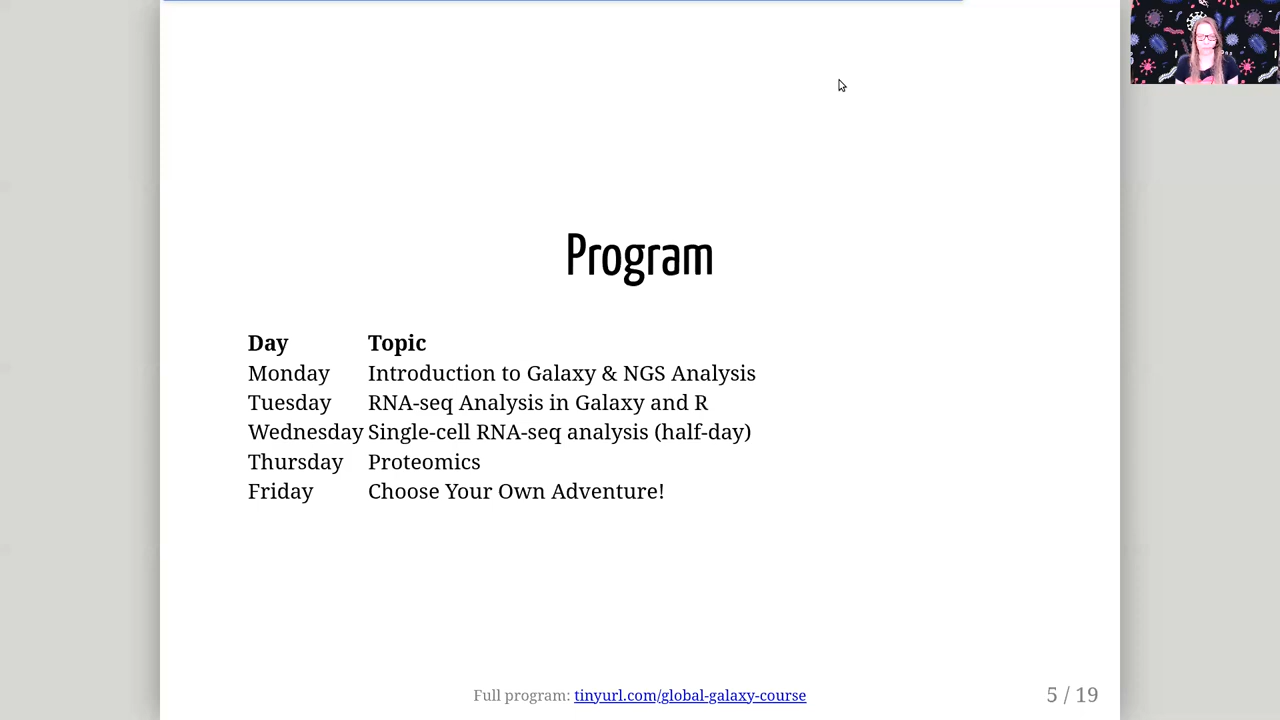 Program
Day Topic
Monday Introduction to Galaxy & NGS Analysis
Tuesday RNA-seq Analysis in Galaxy and R
Wednesday Single-cell RNA-seq analysis (half-day)
Thursday Proteomics
Friday Choose Your Own Adventure!
Full program: tinyurl.com/global-galaxy-course
5 / 19